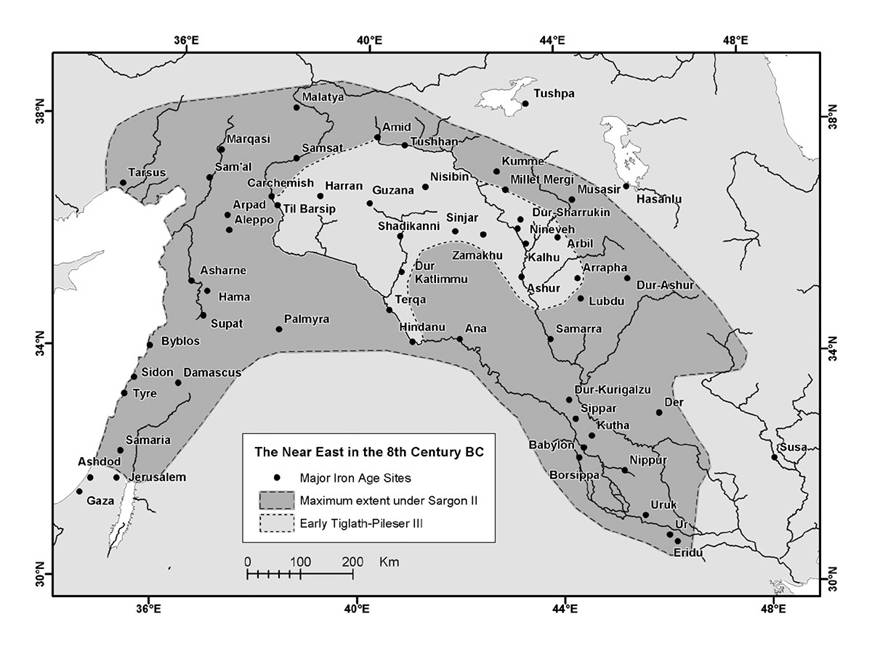 36°E 40°E 44°E 48°E
38°N
38°N
Malatya
Tushpa
Amid
Tushhan
Marqasi
Samsat
Kumme
Tarsus
Sam'al
Nisibin
Millet Mergi
Carchemish
Harran
Guzana
Musasir
Hasanlu
Arpad
Til Barsip
Dur-Sharrukin
Aleppo
Shadikanni
Sinjar
Nineveh
Arbil
Zamakhu
Kalhu
Asharne
Dur
Katlimmu
Arrapha
Dur-Ashur
Hama
Ashur
Lubdu
Terqa
Supat
Palmyra
Hindanu
Ana
Samarra
34°N
34°N
Byblos
Sidon
Damascus
Tyre
Dur-Kurigalzu
Der
Sippar
Kutha
Samaria
Babylon
Susa
Ashdod
Jerusalem
Nippur
Borsippa
Gaza
Uruk
Ur
Eridu
The Near East in the 8th Century BC
Major Iron Age Sites
Maximum extent under Sargon II
Early Tiglath-Pileser III
0 100 200 Km
30°N
30°N
36°E 40°E 44°E 48°E